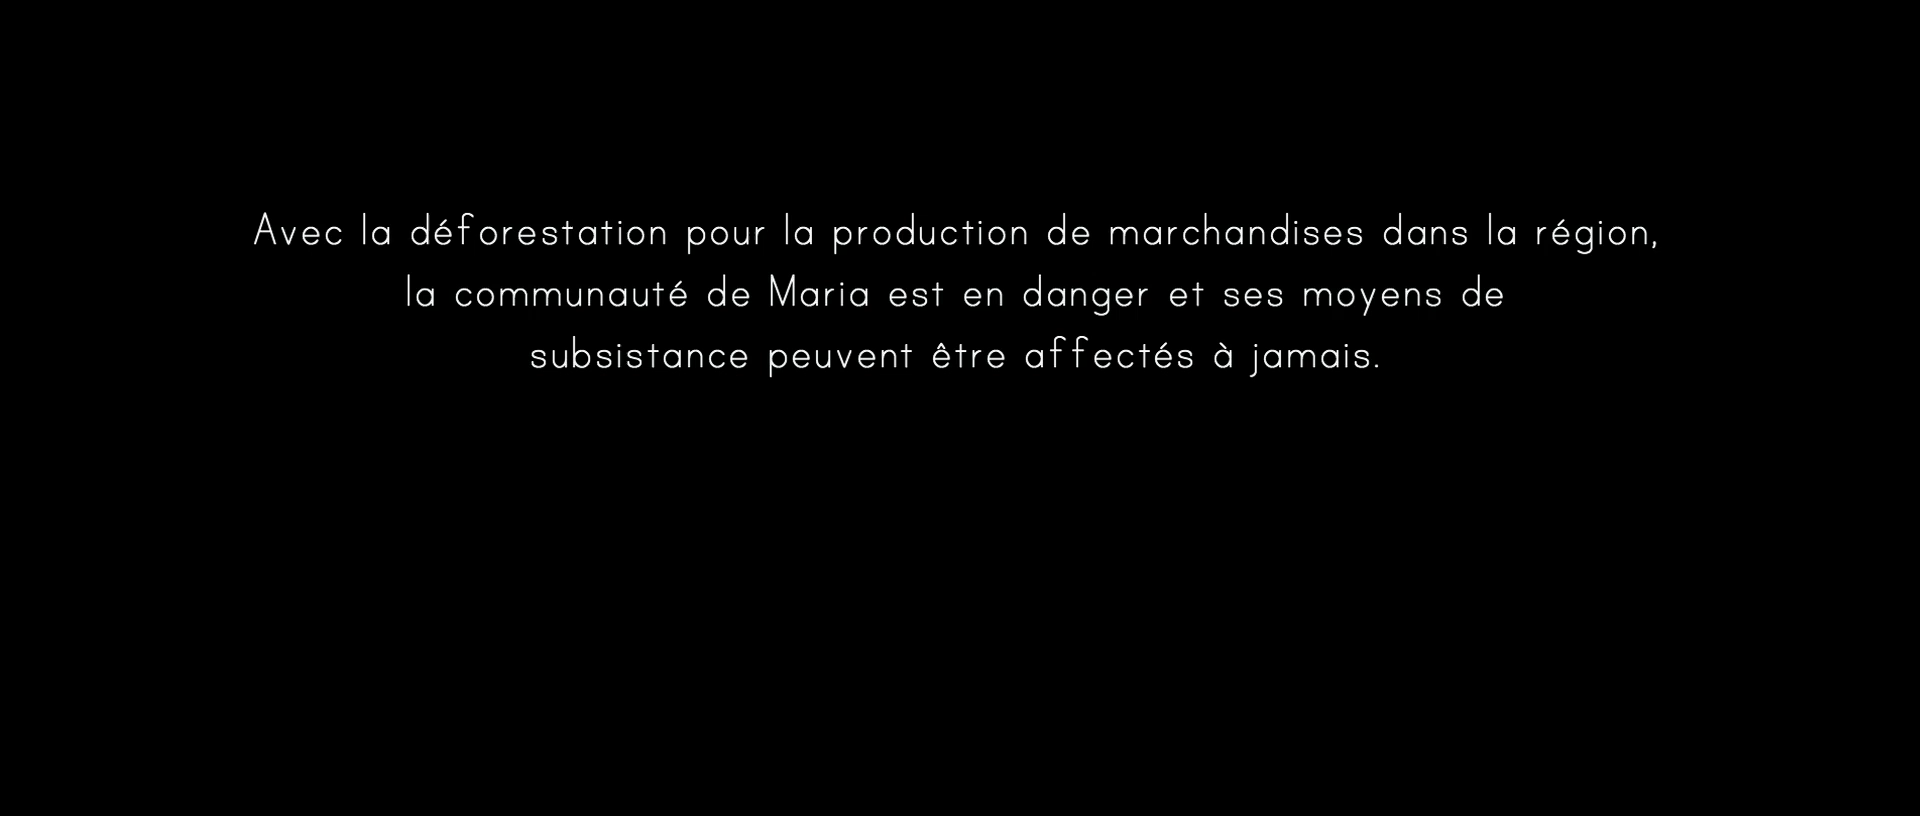 Avec la déforestation pour la production de marchandises dans la région,
la communauté de Maria est en danger et ses moyens de
subsistance peuvent être affectés à jamais.